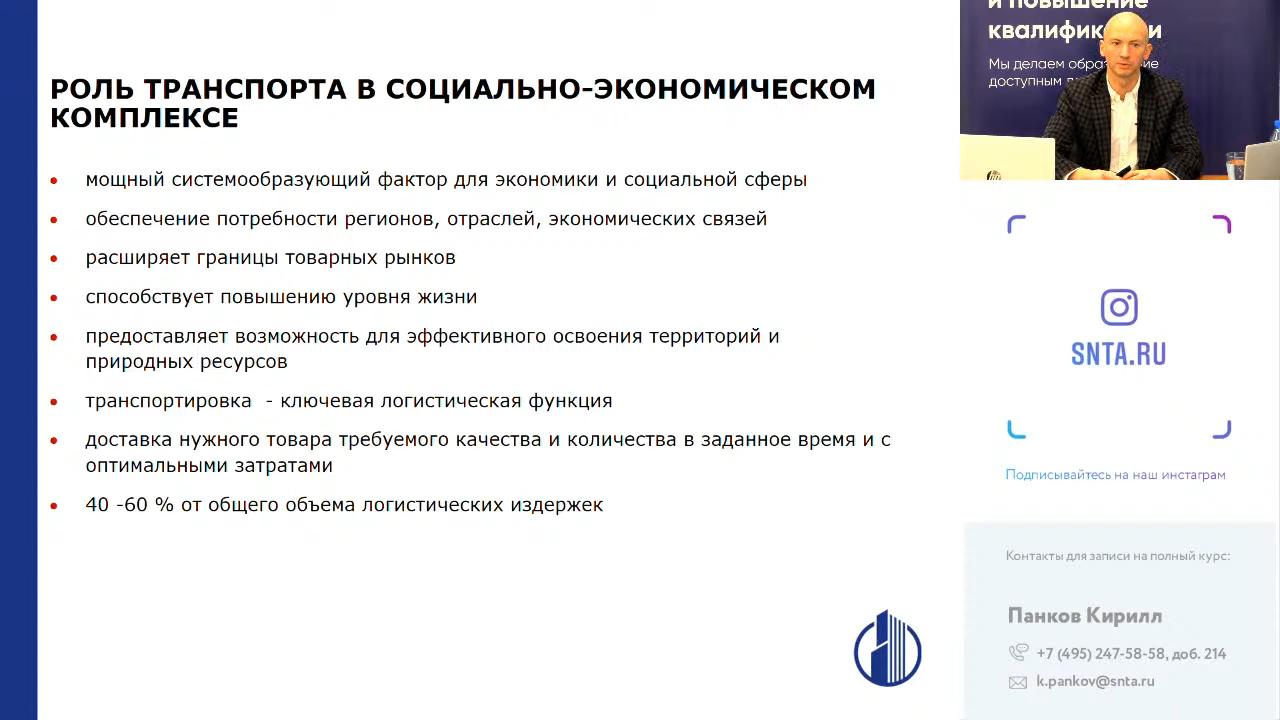 РОЛЬ ТРАНСПОРТА В СОЦИАЛЬНО-ЭКОНОМИЧЕСКОМ
КОМПЛЕКСЕ
мощный системообразующий фактор для экономики и социальной сферы
обеспечение потребности регионов, отраслей, экономических связей
расширяет границы товарных рынков
способствует повышению уровня жизни
предоставляет возможность для эффективного освоения территорий и
природных ресурсов
транспортировка - ключевая логистическая функция
доставка нужного товара требуемого качества и количества в заданное время и с
оптимальными затратами
40 -60 % от общего объема логистических издержек
и повышение
Мы делаем
доступным
SNTA.RU
Подписывайтесь на наш инстаграм
Контакты для записи на полный курс:
Панков Кирилл
+7 (495) 247-58-58, доб. 214
k.pankov@snta.ru